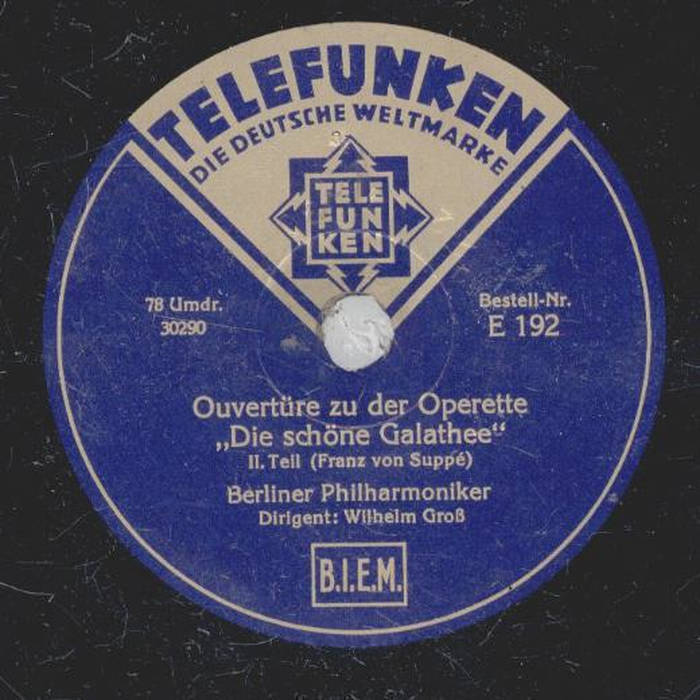 TELEFUNKEN
DIE DEUTSCHE WELTMARKE
TELE
FUN
KEN
78 Umdr.
30290
Bestell-Nr.
E 192
Ouvertüre zu der Operette
„Die schöne Galathee“
II. Teil (Franz von Suppé)
Berliner Philharmoniker
Dirigent: Wilhelm Groß
B.I.E.M.